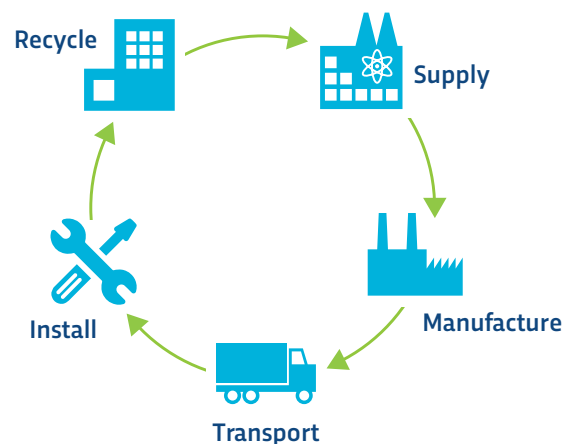 Recycle
Supply
Manufacture
Install
Transport